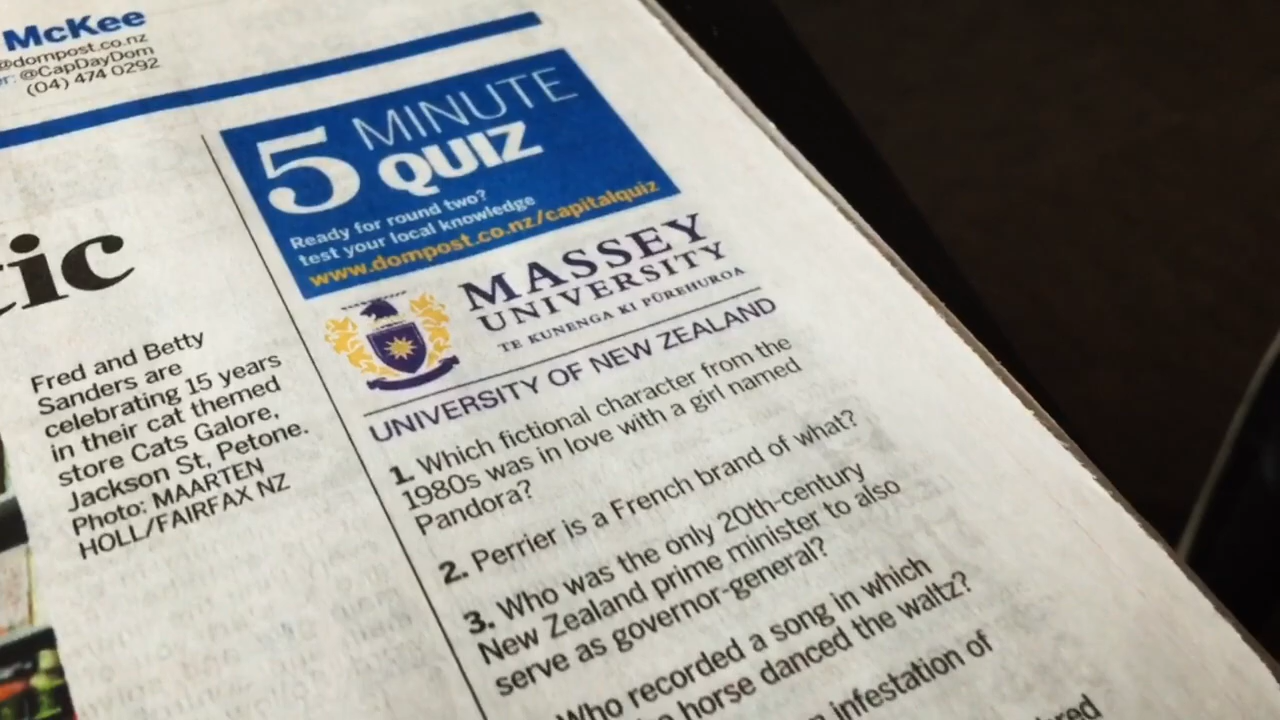 McKee
@dompost.co.nz
@CapDayDom
(04) 474 0292
tic
Fred and Betty
Sanders are
celebrating 15 years
in their cat themed
store Cats Galore,
Jackson St, Petone.
Photo: MAARTEN
HOLL/FAIRFAX NZ
5 MINUTE
QUIZ
Ready for round two?
test your local knowledge
www.dompost.co.nz/capitalquiz
MASSEY
UNIVERSITY
TE KUNENGA KI PŪREHUROA
UNIVERSITY OF NEW ZEALAND
1. Which fictional character from the
1980s was in love with a girl named
Pandora?
2. Perrier is a French brand of what?
3. Who was the only 20th-century
New Zealand prime minister to also
serve as governor-general?
Who recorded a song in which
horse danced the waltz?
infestation of